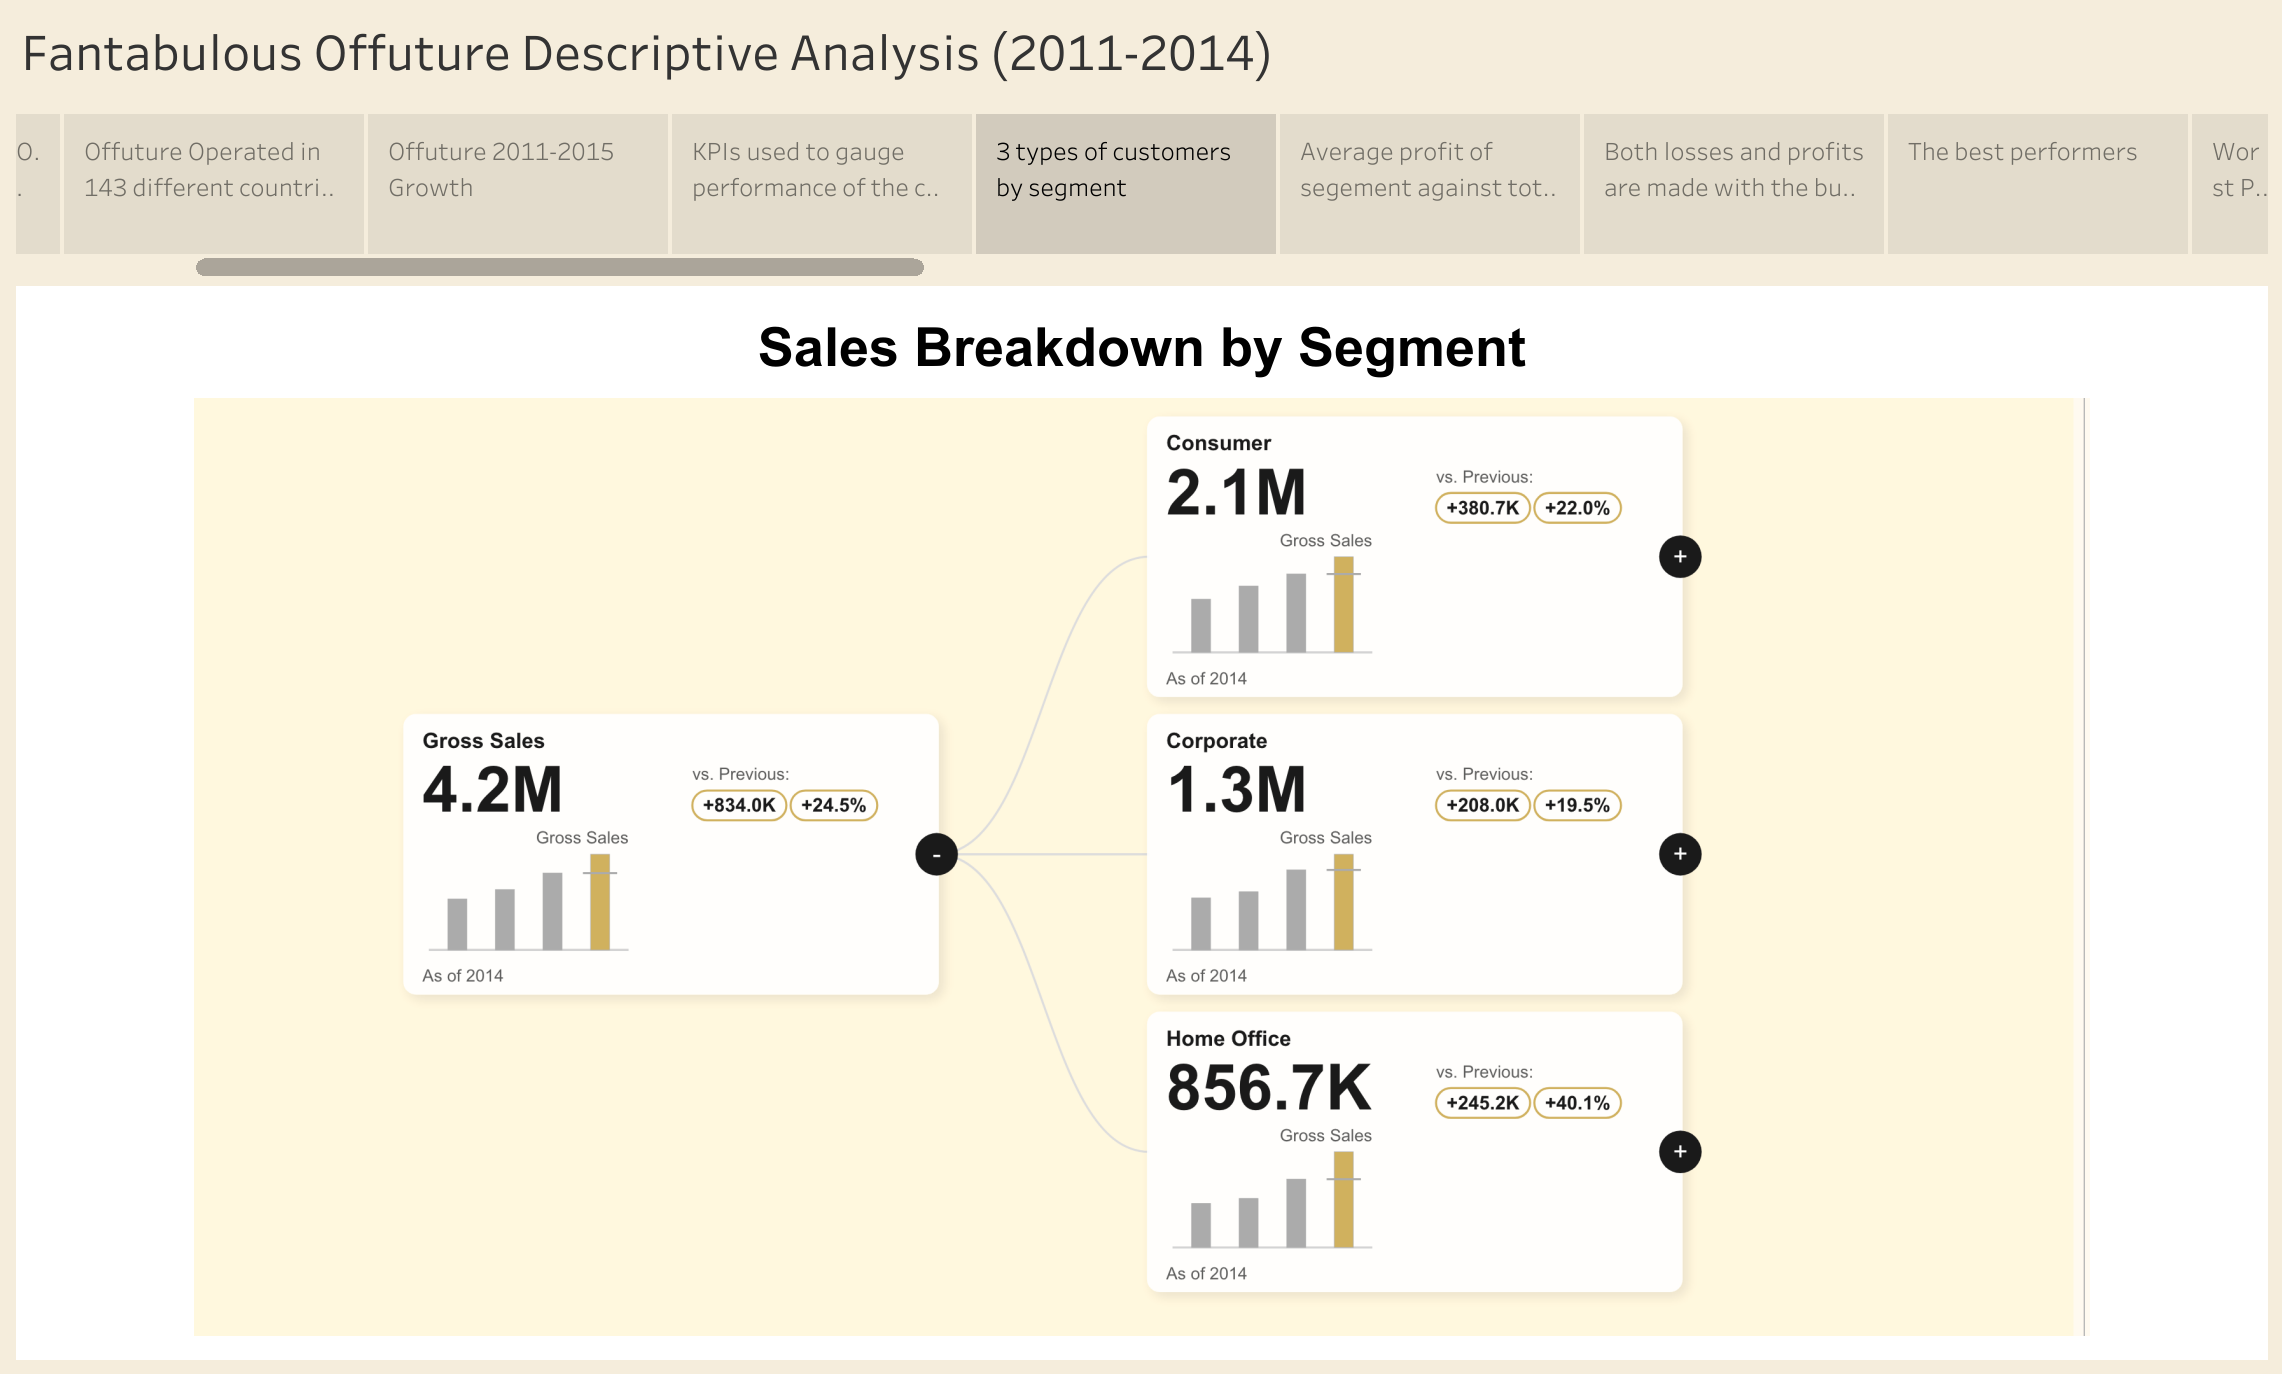 Fantabulous Offuture Descriptive Analysis (2011-2014)
O.
.
Offuture Operated in
143 different countri..
Offuture 2011-2015
Growth
KPIs used to gauge
performance of the c..
3 types of customers
by segment
Average profit of
segement against tot..
Both losses and profits
are made with the bu..
The best performers
Wor
st P..
Sales Breakdown by Segment
Gross Sales
4.2M
vs. Previous:
+834.0K +24.5%
Gross Sales
-
As of 2014
Consumer
2.1M
vs. Previous:
+380.7K +22.0%
Gross Sales
+
As of 2014
Corporate
1.3M
vs. Previous:
+208.0K +19.5%
Gross Sales
+
As of 2014
Home Office
856.7K
vs. Previous:
+245.2K +40.1%
Gross Sales
+
As of 2014